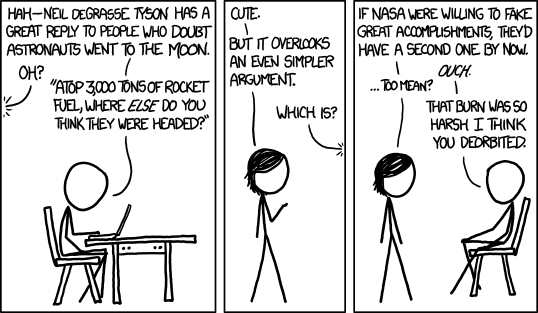 HAH—NEIL DEGRASSE TYSON HAS A
GREAT REPLY TO PEOPLE WHO DOUBT
ASTRONAUTS WENT TO THE MOON.
OH?
"ATOP 3,000 TONS OF ROCKET
FUEL, WHERE ELSE DO YOU
THINK THEY WERE HEADED?"
CUTE.
BUT IT OVERLOOKS
AN EVEN SIMPLER
ARGUMENT.
WHICH IS?
IF NASA WERE WILLING TO FAKE
GREAT ACCOMPLISHMENTS, THEY'D
HAVE A SECOND ONE BY NOW.
OUCH.
...TOO MEAN?
THAT BURN WAS SO
HARSH I THINK
YOU DEORBITED.